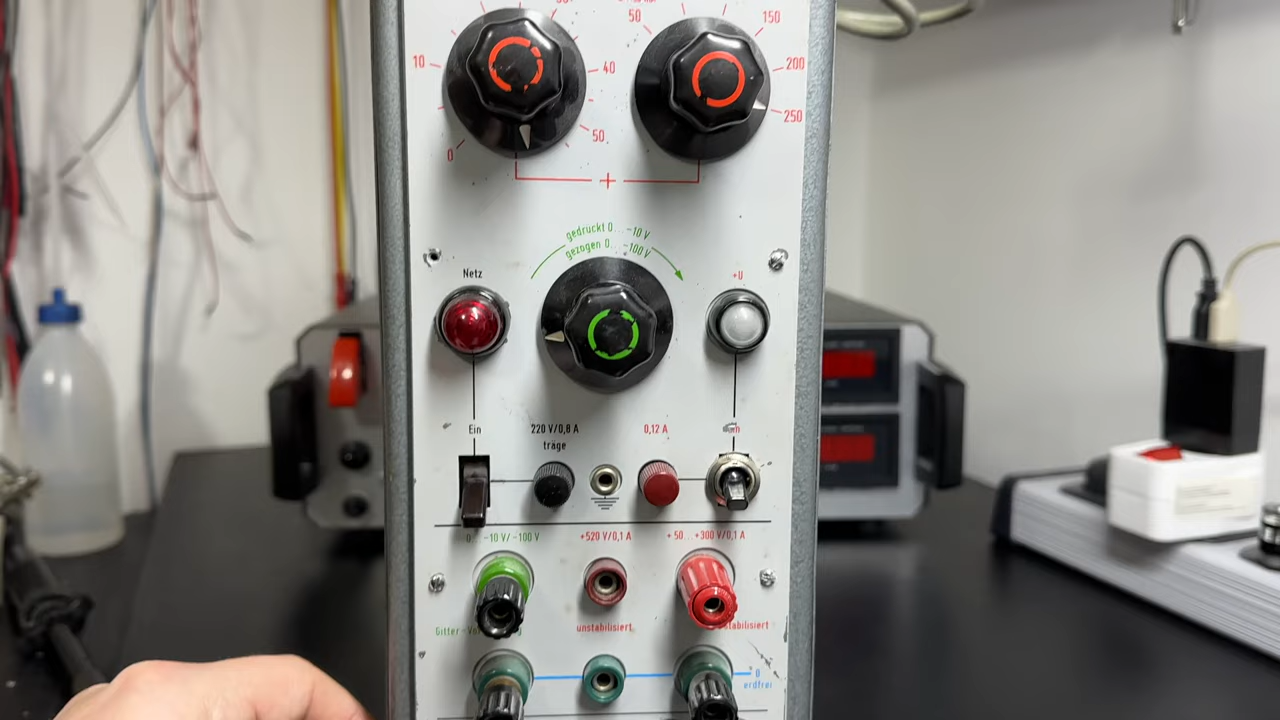 50
150
10
40
200
250
0
50
+
gedruckt 0...-10 V
gezogen 0...-100 V
Netz
+U
Ein
220 V/0,8 A
träge
0,12 A
0...-10 V/-100 V
+520 V/0,1 A
+ 50...+300 V/0,1 A
unstabilisiert
0
erdfrei